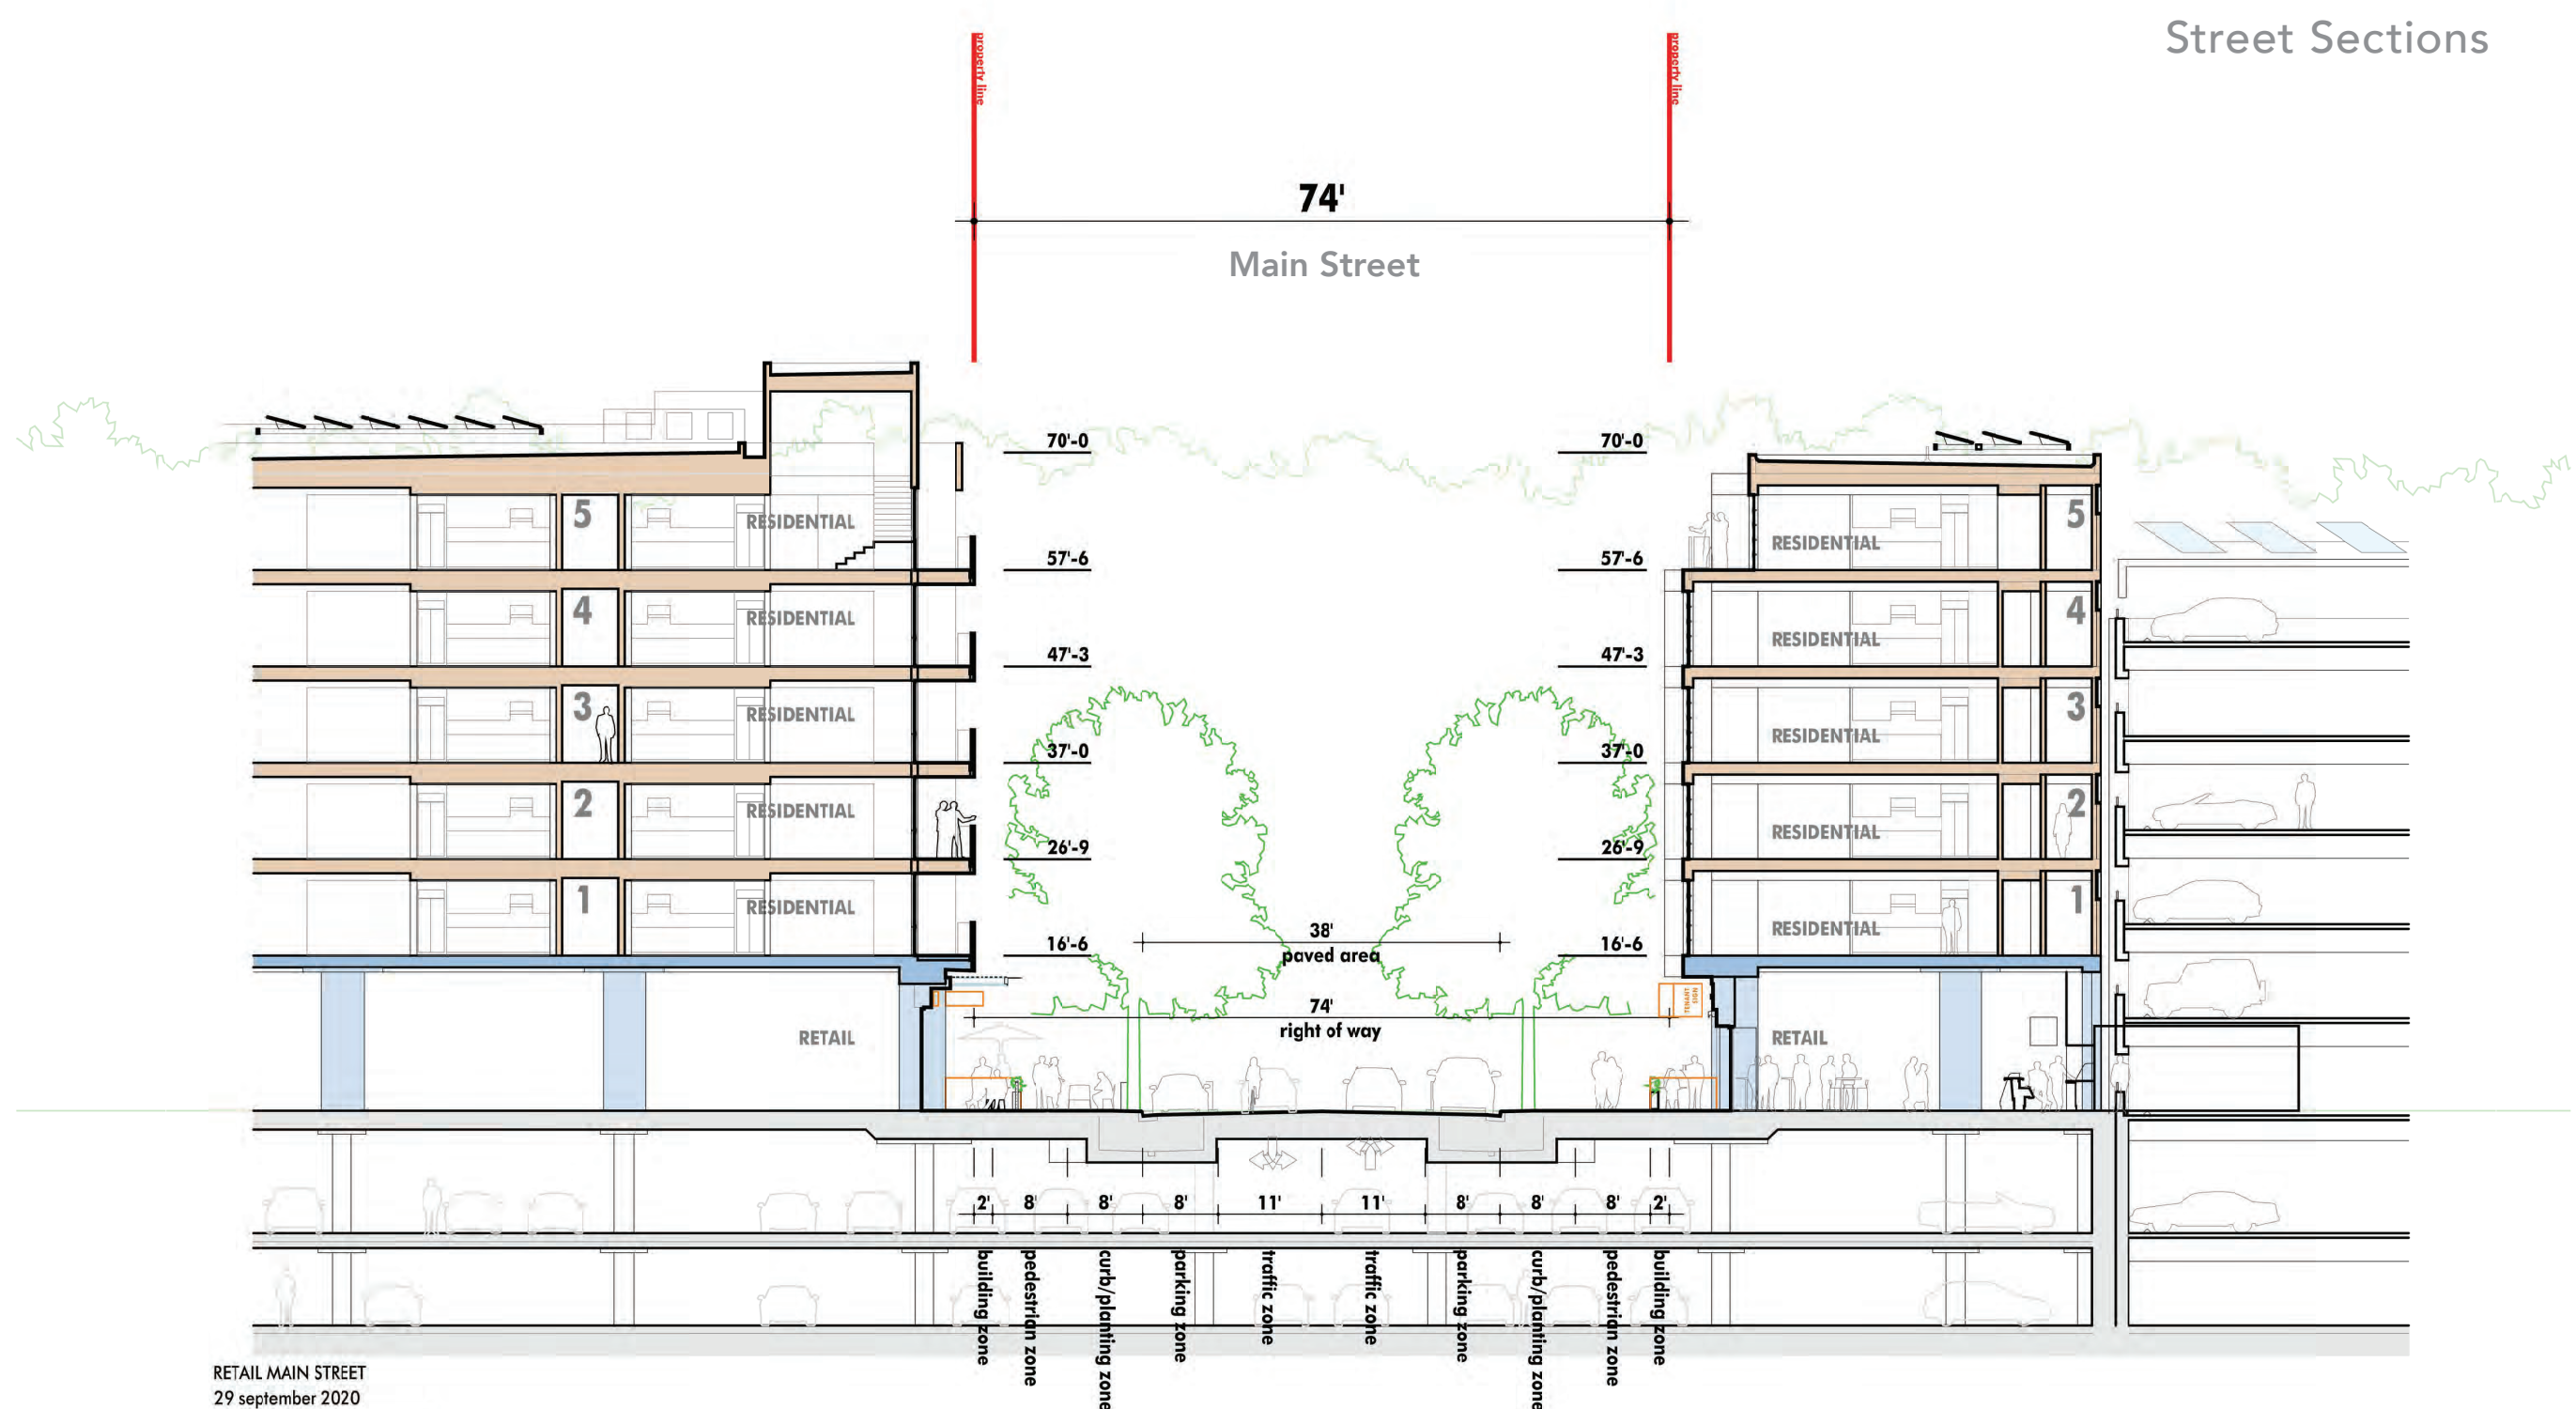 Street Sections
property line
property line
74'
Main Street
70'-0
70'-0
5
RESIDENTIAL
RESIDENTIAL
5
57'-6
57'-6
4
RESIDENTIAL
RESIDENTIAL
4
47'-3
47'-3
3
RESIDENTIAL
RESIDENTIAL
3
37'-0
37'-0
2
RESIDENTIAL
RESIDENTIAL
2
26'-9
26'-9
1
RESIDENTIAL
RESIDENTIAL
1
16'-6
38'
16'-6
paved area
TENANT
SIGN
74'
right of way
RETAIL
RETAIL
2' 8' 8' 8' 11' 11' 8' 8' 8' 2'
building zone
pedestrian zone
curb/planting zone
parking zone
traffic zone
traffic zone
parking zone
curb/planting zone
pedestrian zone
building zone
RETAIL MAIN STREET
29 september 2020